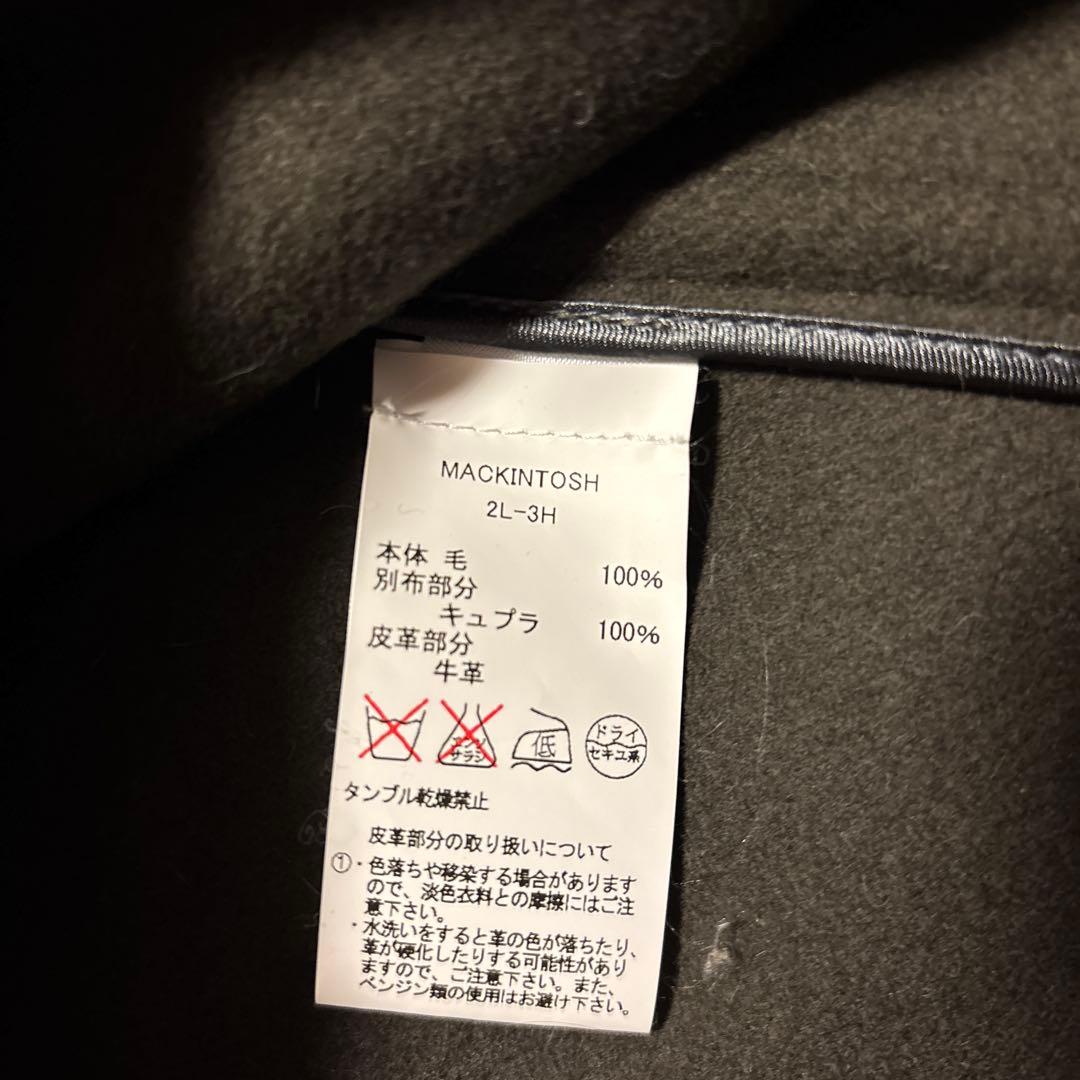 MACKINTOSH
2L-3H
本体 毛 100%
別布部分
キュプラ 100%
皮革部分
牛革
エンソ
サラシ
低
ドライ
セキユ系
タンブル乾燥禁止
皮革部分の取り扱いについて
①・色落ちや移染する場合があります
ので、淡色衣料との摩擦にはご注
意下さい。
・水洗いをすると革の色が落ちたり、
革が硬化したりする可能性があり
ますので、ご注意下さい。また、
ベンジン類の使用はお避け下さい。